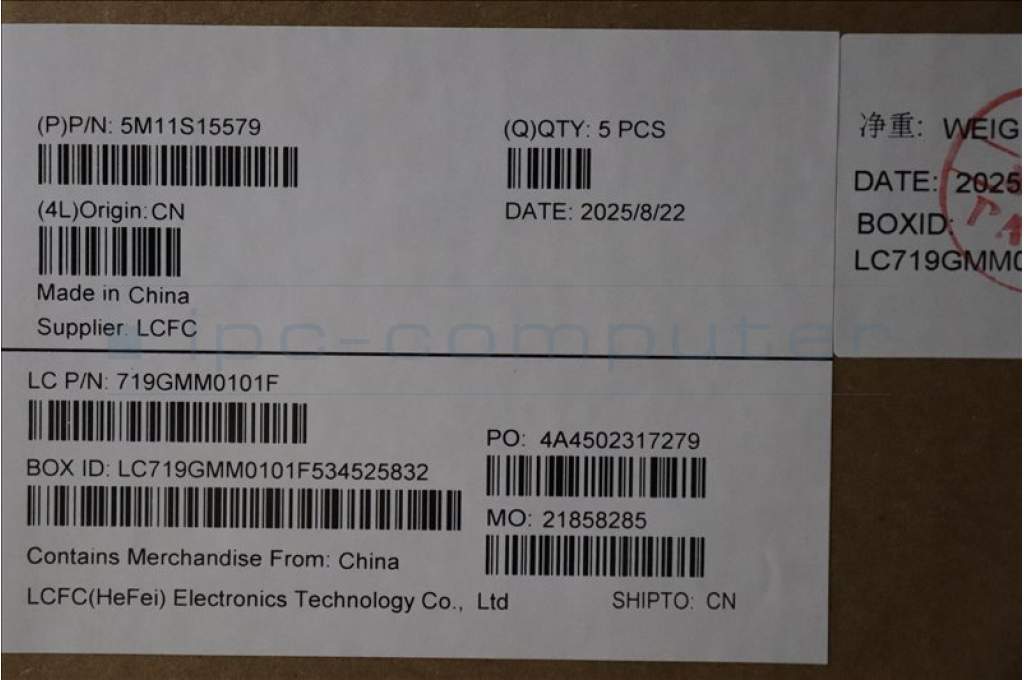 (P)P/N: 5M11S15579
(Q)QTY: 5 PCS
(4L)Origin: CN
DATE: 2025/8/22
Made in China
Supplier: LCFC
LC P/N: 719GMM0101F
PO: 4A4502317279
BOX ID: LC719GMM0101F534525832
MO: 21858285
Contains Merchandise From: China
LCFC(HeFei) Electronics Technology Co., Ltd
SHIPTO: CN
净重: WEIG
DATE: 2025
BOXID:
LC719GMM0
ipc-computer